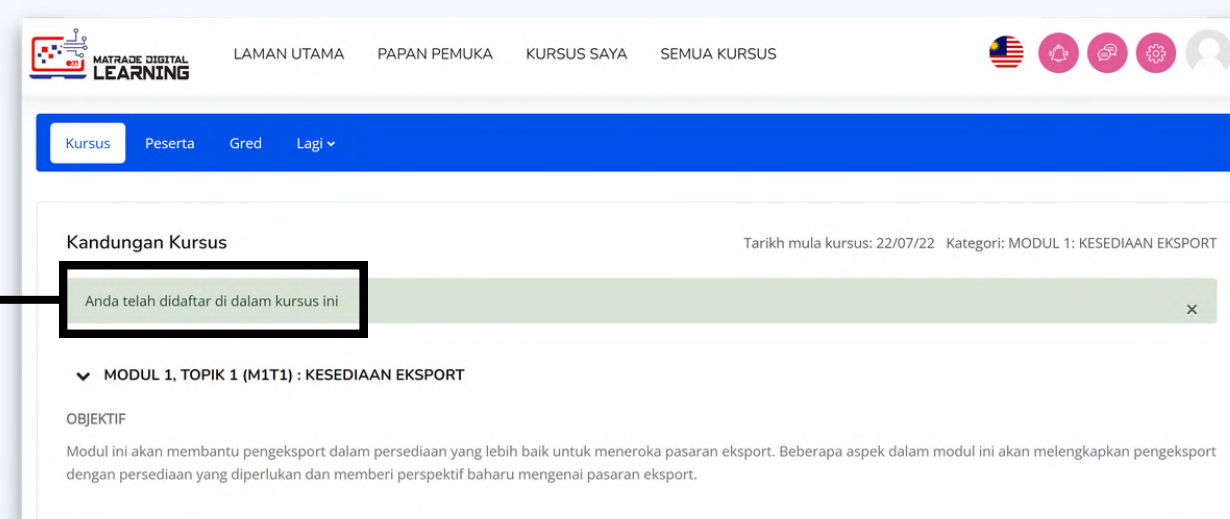 MATRADE DIGITAL
LEARNING
LAMAN UTAMA PAPAN PEMUKA KURSUS SAYA SEMUA KURSUS
Kursus Peserta Gred Lagi
Kandungan Kursus
Tarikh mula kursus: 22/07/22 Kategori: MODUL 1: KESEDIAAN EKSPORT
Anda telah didaftar di dalam kursus ini
MODUL 1, TOPIK 1 (M1T1) : KESEDIAAN EKSPORT
OBJEKTIF
Modul ini akan membantu pengeksport dalam persediaan yang lebih baik untuk meneroka pasaran eksport. Beberapa aspek dalam modul ini akan melengkapkan pengeksport
dengan persediaan yang diperlukan dan memberi perspektif baharu mengenai pasaran eksport.